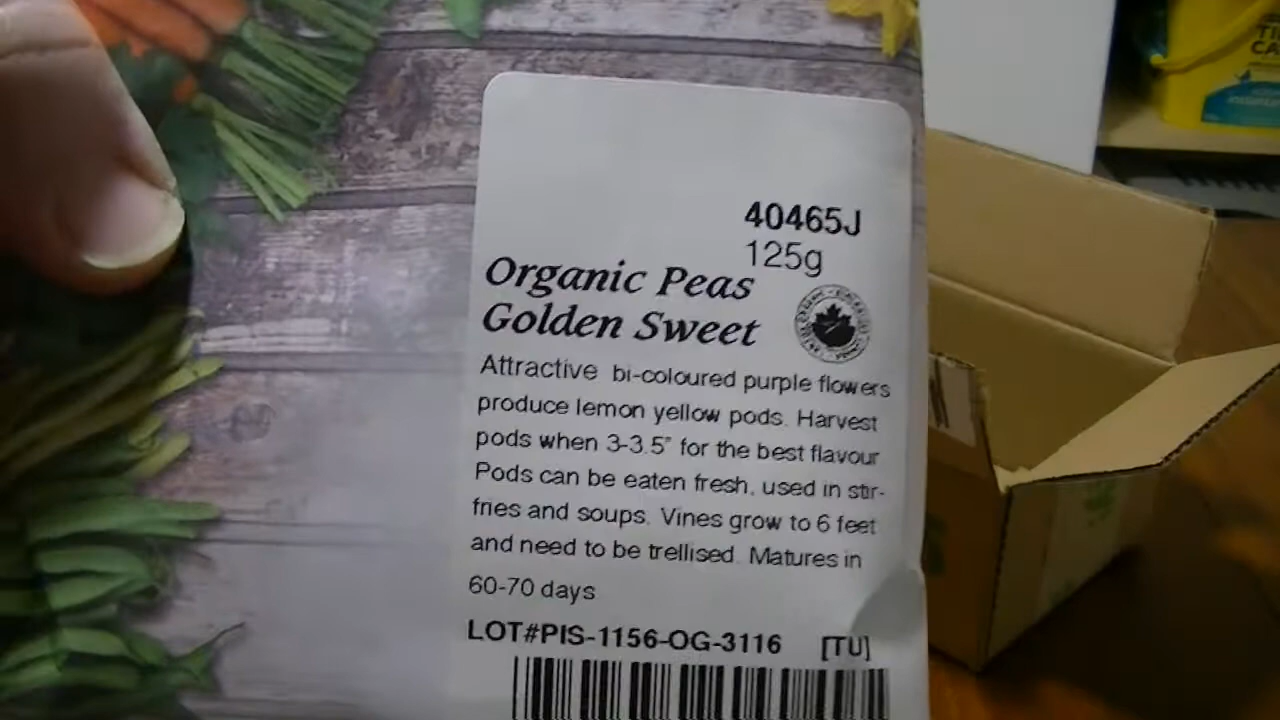 40465J
125g
Organic Peas
Golden Sweet
Attractive bi-coloured purple flowers
produce lemon yellow pods. Harvest
pods when 3-3.5" for the best flavour
Pods can be eaten fresh, used in stir-
fries and soups. Vines grow to 6 feet
and need to be trellised. Matures in
60-70 days
LOT#PIS-1156-OG-3116 [TU]